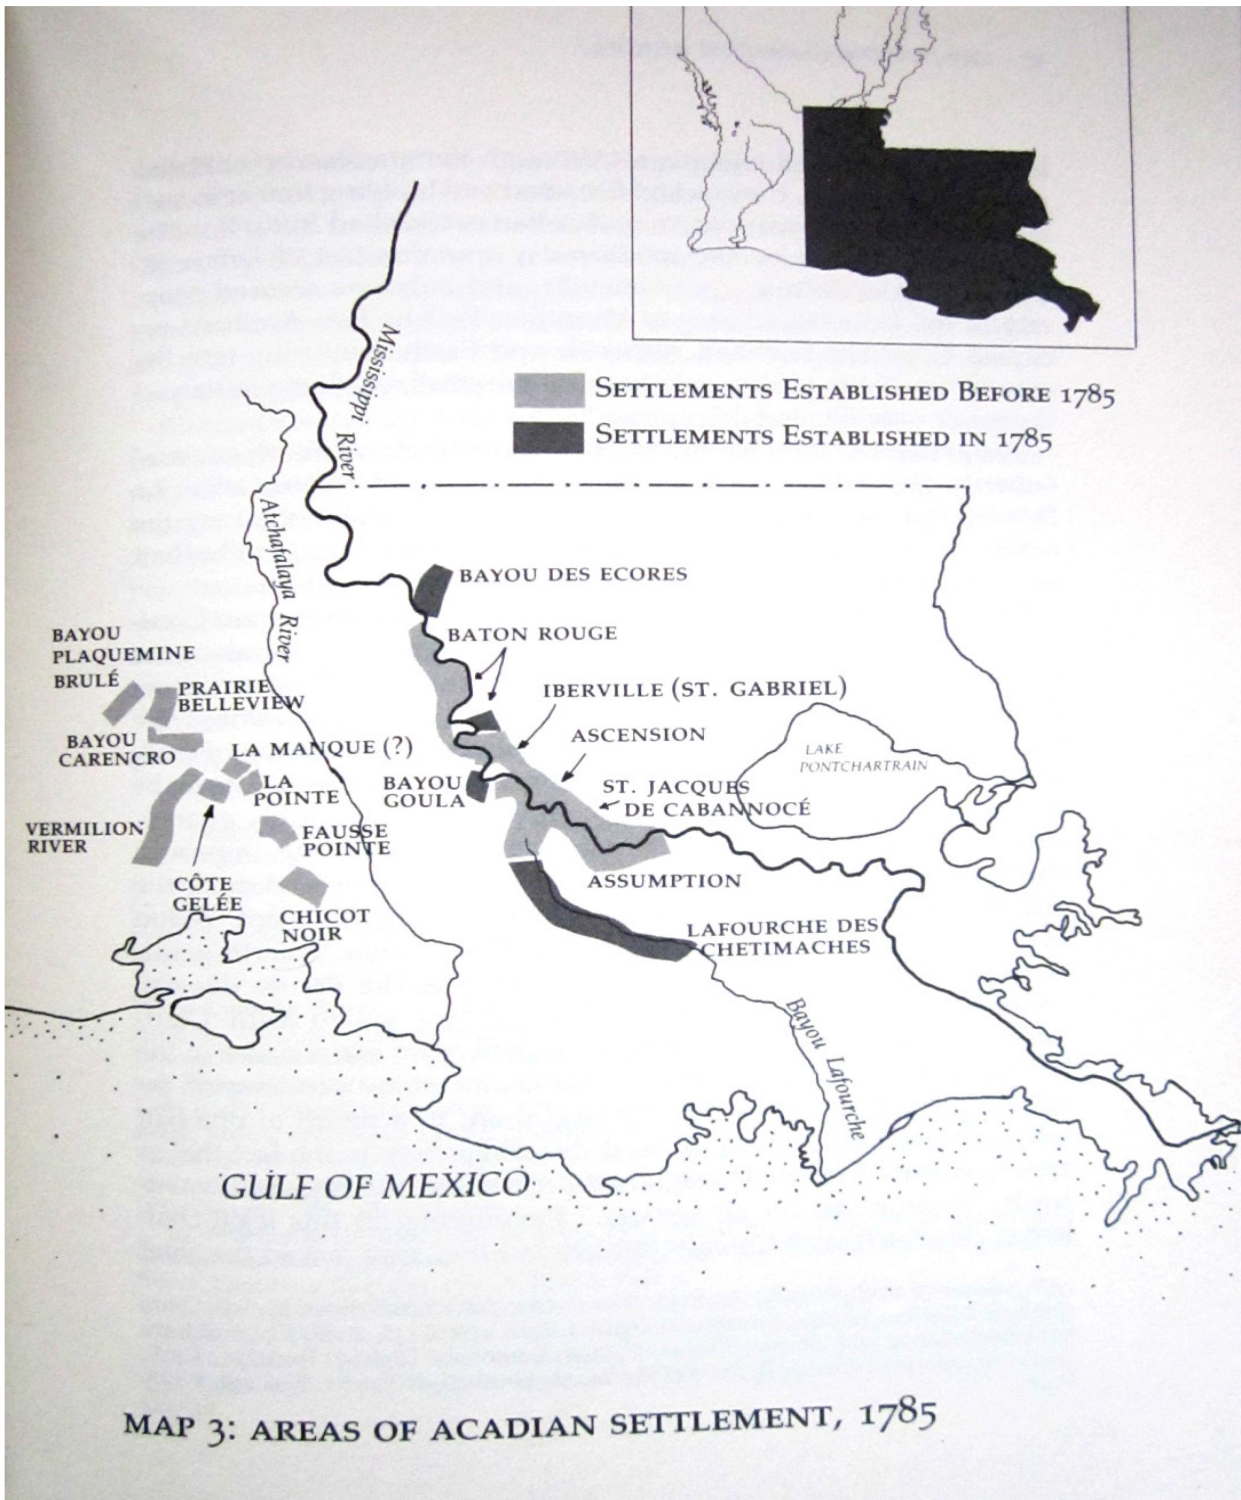 Settlements Established Before 1785
Settlements Established in 1785
Mississippi River
Atchafalaya River
BAYOU DES ECORES
BATON ROUGE
BAYOU
PLAQUEMINE
BRULÉ
PRAIRIE
BELLEVIEW
IBERVILLE (ST. GABRIEL)
BAYOU
CARENCRO
LA MANQUE (?)
ASCENSION
LAKE
PONTCHARTRAIN
LA
POINTE
BAYOU
GOULA
ST. JACQUES
DE CABANNOCÉ
VERMILION
RIVER
FAUSSE
POINTE
CÔTE
GELÉE
ASSUMPTION
CHICOT
NOIR
LAFOURCHE DES
CHETIMACHES
Bayou Lafourche
GULF OF MEXICO
MAP 3: AREAS OF ACADIAN SETTLEMENT, 1785